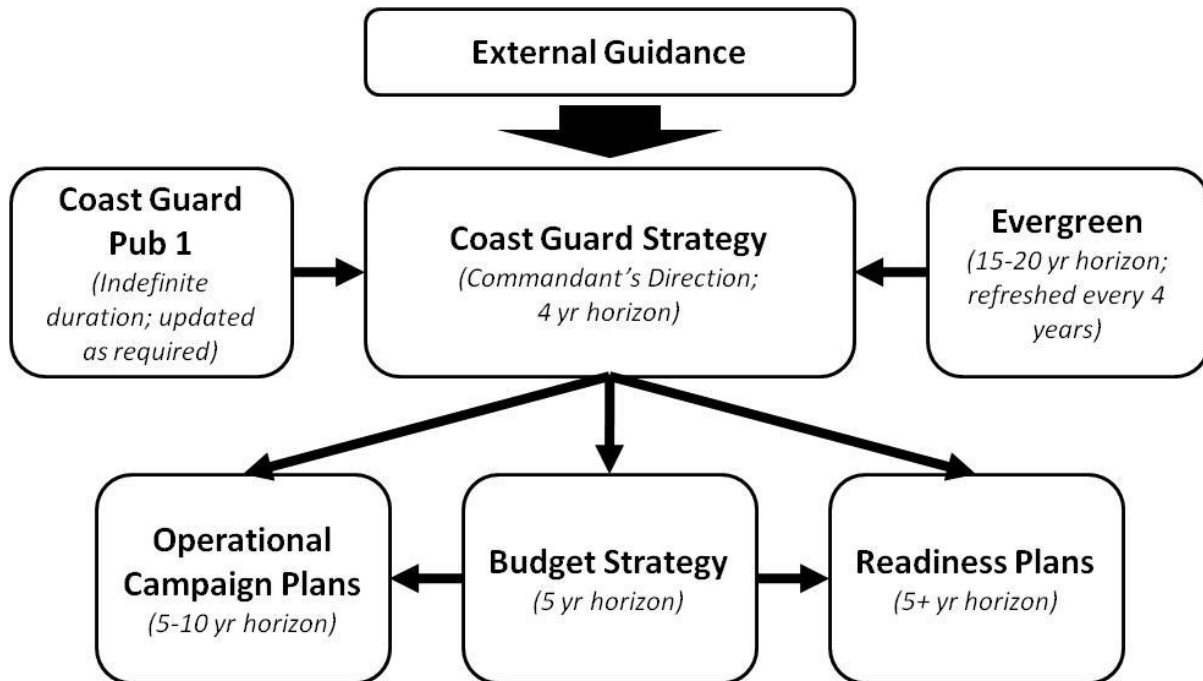 External Guidance
Coast Guard
Pub 1
(Indefinite
duration; updated
as required)
Coast Guard Strategy
(Commandant’s Direction;
4 yr horizon)
Evergreen
(15-20 yr horizon;
refreshed every 4
years)
Operational
Campaign Plans
(5-10 yr horizon)
Budget Strategy
(5 yr horizon)
Readiness Plans
(5+ yr horizon)